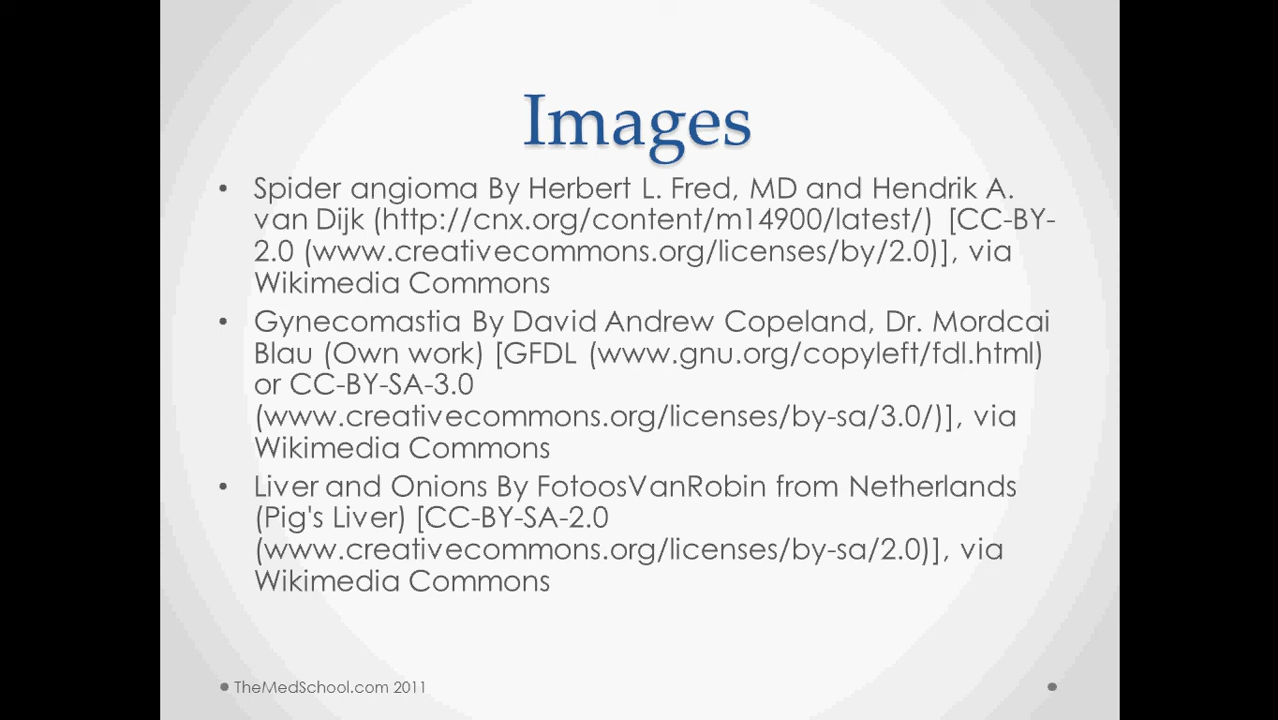 Images
• Spider angioma By Herbert L. Fred, MD and Hendrik A.
van Dijk (http://cnx.org/content/m14900/latest/) [CC-BY-
2.0 (www.creativecommons.org/licenses/by/2.0)], via
Wikimedia Commons
• Gynecomastia By David Andrew Copeland, Dr. Mordcai
Blau (Own work) [GFDL (www.gnu.org/copyleft/fdl.html)
or CC-BY-SA-3.0
(www.creativecommons.org/licenses/by-sa/3.0/)], via
Wikimedia Commons
• Liver and Onions By FotoosVanRobin from Netherlands
(Pig's Liver) [CC-BY-SA-2.0
(www.creativecommons.org/licenses/by-sa/2.0)], via
Wikimedia Commons
TheMedSchool.com 2011